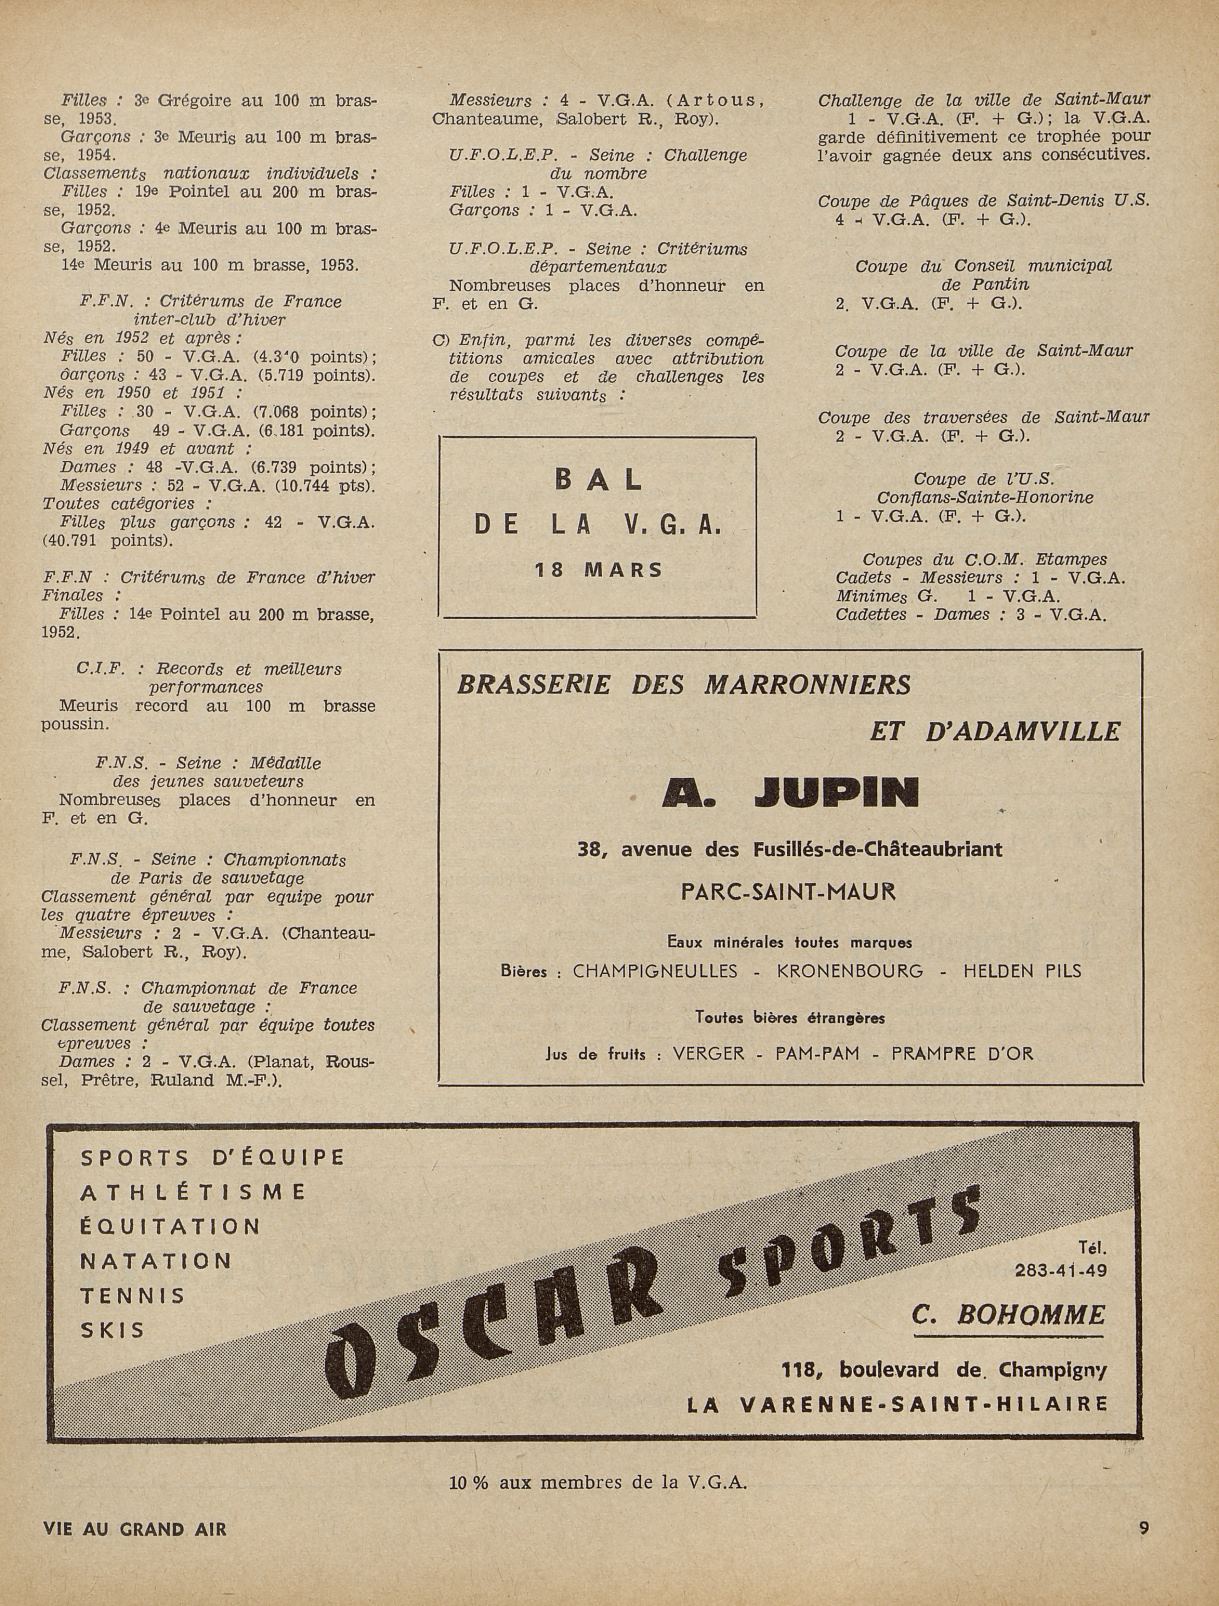 Filles : 3e Grégoire au 100 m bras-
se, 1953.
Garçons : 3e Meuris au 100 m bras-
se, 1954.
Classements nationaux individuels :
Filles : 19e Pointel au 200 m bras-
se, 1952.
Garçons : 4e Meuris au 100 m bras-
se, 1952.
14e Meuris au 100 m brasse, 1953.
F.F.N. : Critérums de France
inter-club d'hiver
Nés en 1952 et après :
Filles : 50 - V.G.A. (4.3 0 points) ;
Garçons : 43 - V.G.A. (5.719 points).
Nés en 1950 et 1951 :
Filles : 30 - V.G.A. (7.068 points) ;
Garçons 49 - V.G.A. (6.181 points).
Nés en 1949 et avant :
Dames : 48 -V.G.A. (6.739 points) ;
Messieurs : 52 - V.G.A. (10.744 pts).
Toutes catégories :
Filles plus garçons : 42 - V.G.A.
(40.791 points).
F.F.N : Critérums de France d'hiver
Finales :
Filles : 14e Pointel au 200 m brasse,
1952.
C.I.F. : Records et meilleurs
performances
Meuris record au 100 m brasse
poussin.
F.N.S. - Seine : Médaille
des jeunes sauveteurs
Nombreuses places d'honneur en
F. et en G.
F.N.S. - Seine : Championnats
de Paris de sauvetage
Classement général par equipe pour
les quatre épreuves :
Messieurs : 2 - V.G.A. (Chanteau-
me, Salobert R., Roy).
F.N.S. : Championnat de France
de sauvetage :
Classement général par équipe toutes
epreuves :
Dames : 2 - V.G.A. (Planat, Rous-
sel, Prêtre, Ruland M.-F.).
Messieurs : 4 - V.G.A. (Artous,
Chanteaume, Salobert R., Roy).
U.F.O.L.E.P. - Seine : Challenge
du nombre
Filles : 1 - V.G.A.
Garçons : 1 - V.G.A.
U.F.O.L.E.P. - Seine : Critériums
départementaux
Nombreuses places d'honneur en
F. et en G.
C) Enfin, parmi les diverses compé-
titions amicales avec attribution
de coupes et de challenges les
résultats suivants :
BAL
DE LA V.G.A.
18 MARS
Challenge de la ville de Saint-Maur
1 - V.G.A. (F. + G.) ; la V.G.A.
garde définitivement ce trophée pour
l'avoir gagnée deux ans consécutives.
Coupe de Pâques de Saint-Denis U.S.
4 - V.G.A. (F. + G.).
Coupe du Conseil municipal
de Pantin
2. V.G.A. (F. + G.).
Coupe de la ville de Saint-Maur
2 - V.G.A. (F. + G.).
Coupe des traversées de Saint-Maur
2 - V.G.A. (F. + G.).
Coupe de l'U.S.
Conflans-Sainte-Honorine
1 - V.G.A. (F. + G.).
Coupes du C.O.M. Etampes
Cadets - Messieurs : 1 - V.G.A.
Minimes G. 1 - V.G.A.
Cadettes - Dames : 3 - V.G.A.
BRASSERIE DES MARRONNIERS
ET D'ADAMVILLE
A. JUPIN
38, avenue des Fusillés-de-Châteaubriant
PARC-SAINT-MAUR
Eaux minérales toutes marques
Bières : CHAMPIGNEULLES - KRONENBOURG - HELDEN PILS
Toutes bières étrangères
Jus de fruits : VERGER - PAM-PAM - PRAMPRE D'OR
SPORTS D'ÉQUIPE
ATHLÉTISME
ÉQUITATION
NATATION
TENNIS
SKIS
OSCAR SPORTS
Tél.
283-41-49
C. BOHOMME
118, boulevard de Champigny
LA VARENNE-SAINT-HILAIRE
10 % aux membres de la V.G.A.
VIE AU GRAND AIR
9